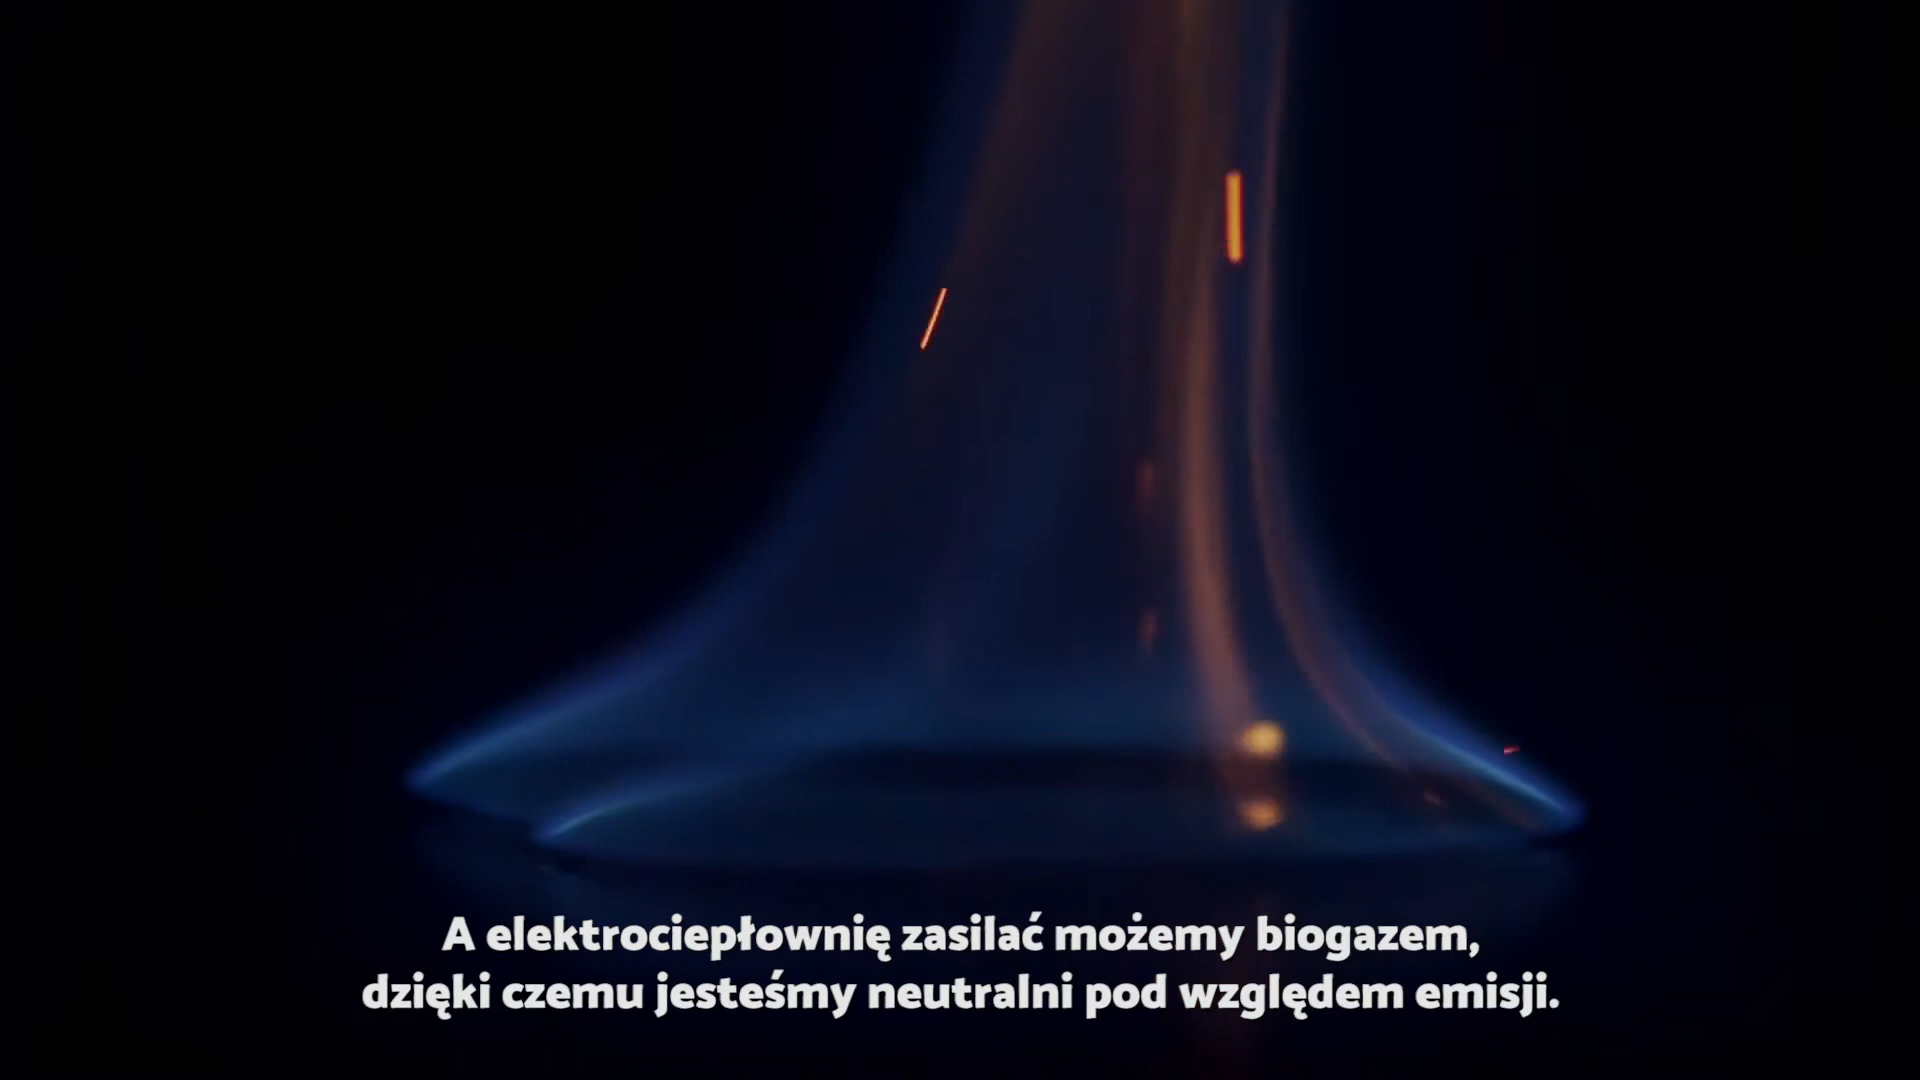 A elektrociepłownię zasilać możemy biogazem,
dzięki czemu jesteśmy neutralni pod względem emisji.